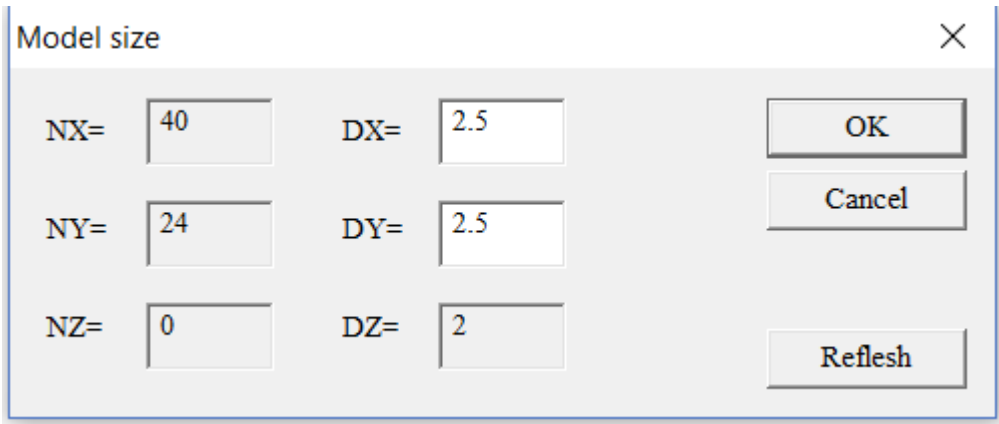 Model size
NX= 40 DX= 2.5 OK
Cancel
NY= 24 DY= 2.5
NZ= 0 DZ= 2
Reflesh